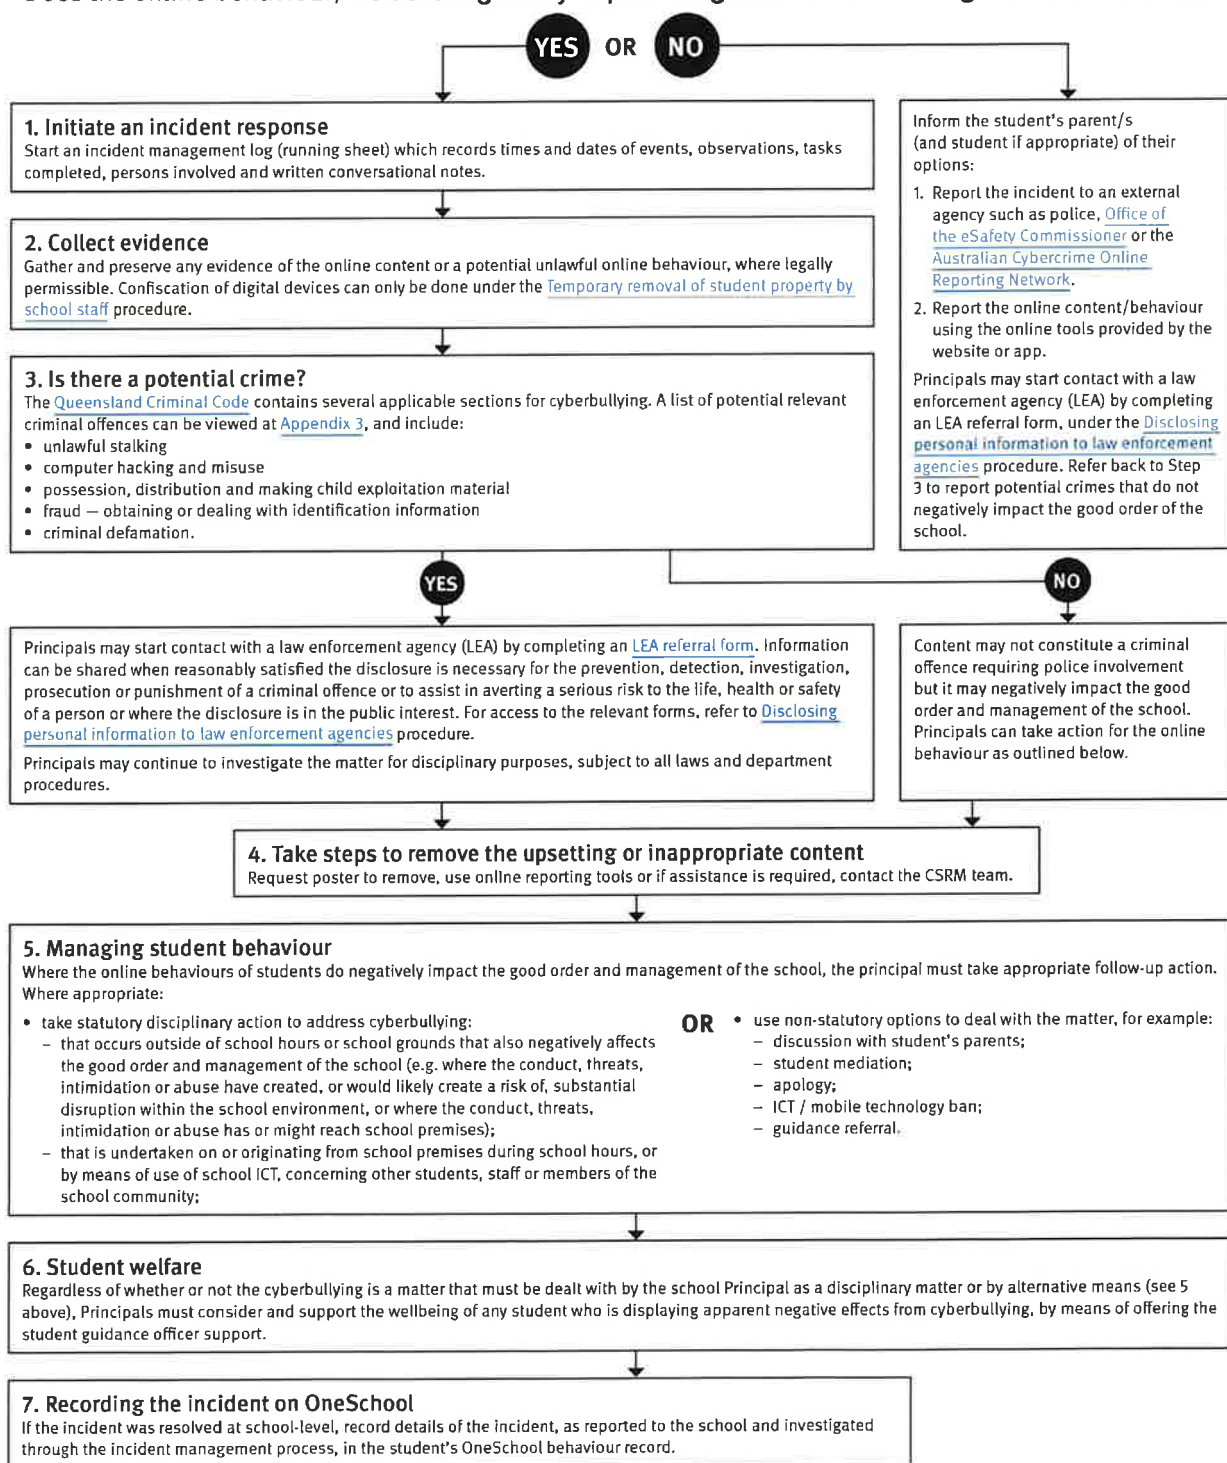 YES OR NO
1. Initiate an incident response
Start an incident management log (running sheet) which records times and dates of events, observations, tasks
completed, persons involved and written conversational notes.
2. Collect evidence
Gather and preserve any evidence of the online content or a potential unlawful online behaviour, where legally
permissible. Confiscation of digital devices can only be done under the Temporary removal of student property by
school staff procedure.
3. Is there a potential crime?
The Queensland Criminal Code contains several applicable sections for cyberbullying. A list of potential relevant
criminal offences can be viewed at Appendix 3, and include:
• unlawful stalking
• computer hacking and misuse
• possession, distribution and making child exploitation material
• fraud — obtaining or dealing with identification information
• criminal defamation.
Inform the student's parent/s
(and student if appropriate) of their
options:
1. Report the incident to an external
agency such as police, Office of
the eSafety Commissioner or the
Australian Cybercrime Online
Reporting Network.
2. Report the online content/behaviour
using the online tools provided by the
website or app.
Principals may start contact with a law
enforcement agency (LEA) by completing
an LEA referral form, under the Disclosing
personal information to law enforcement
agencies procedure. Refer back to Step
3 to report potential crimes that do not
negatively impact the good order of the
school.
YES
NO
Principals may start contact with a law enforcement agency (LEA) by completing an LEA referral form. Information
can be shared when reasonably satisfied the disclosure is necessary for the prevention, detection, investigation,
prosecution or punishment of a criminal offence or to assist in averting a serious risk to the life, health or safety
of a person or where the disclosure is in the public interest. For access to the relevant forms, refer to Disclosing
personal information to law enforcement agencies procedure.
Principals may continue to investigate the matter for disciplinary purposes, subject to all laws and department
procedures.
Content may not constitute a criminal
offence requiring police involvement
but it may negatively impact the good
order and management of the school.
Principals can take action for the online
behaviour as outlined below.
4. Take steps to remove the upsetting or inappropriate content
Request poster to remove, use online reporting tools or if assistance is required, contact the CSRM team.
5. Managing student behaviour
Where the online behaviours of students do negatively impact the good order and management of the school, the principal must take appropriate follow-up action.
Where appropriate:
• take statutory disciplinary action to address cyberbullying:
– that occurs outside of school hours or school grounds that also negatively affects
the good order and management of the school (e.g. where the conduct, threats,
intimidation or abuse have created, or would likely create a risk of, substantial
disruption within the school environment, or where the conduct, threats,
intimidation or abuse has or might reach school premises);
– that is undertaken on or originating from school premises during school hours, or
by means of use of school ICT, concerning other students, staff or members of the
school community;
OR
• use non-statutory options to deal with the matter, for example:
– discussion with student's parents;
– student mediation;
– apology;
– ICT / mobile technology ban;
– guidance referral.
6. Student welfare
Regardless of whether or not the cyberbullying is a matter that must be dealt with by the school Principal as a disciplinary matter or by alternative means (see 5
above), Principals must consider and support the wellbeing of any student who is displaying apparent negative effects from cyberbullying, by means of offering the
student guidance officer support.
7. Recording the incident on OneSchool
If the incident was resolved at school-level, record details of the incident, as reported to the school and investigated
through the incident management process, in the student's OneSchool behaviour record.